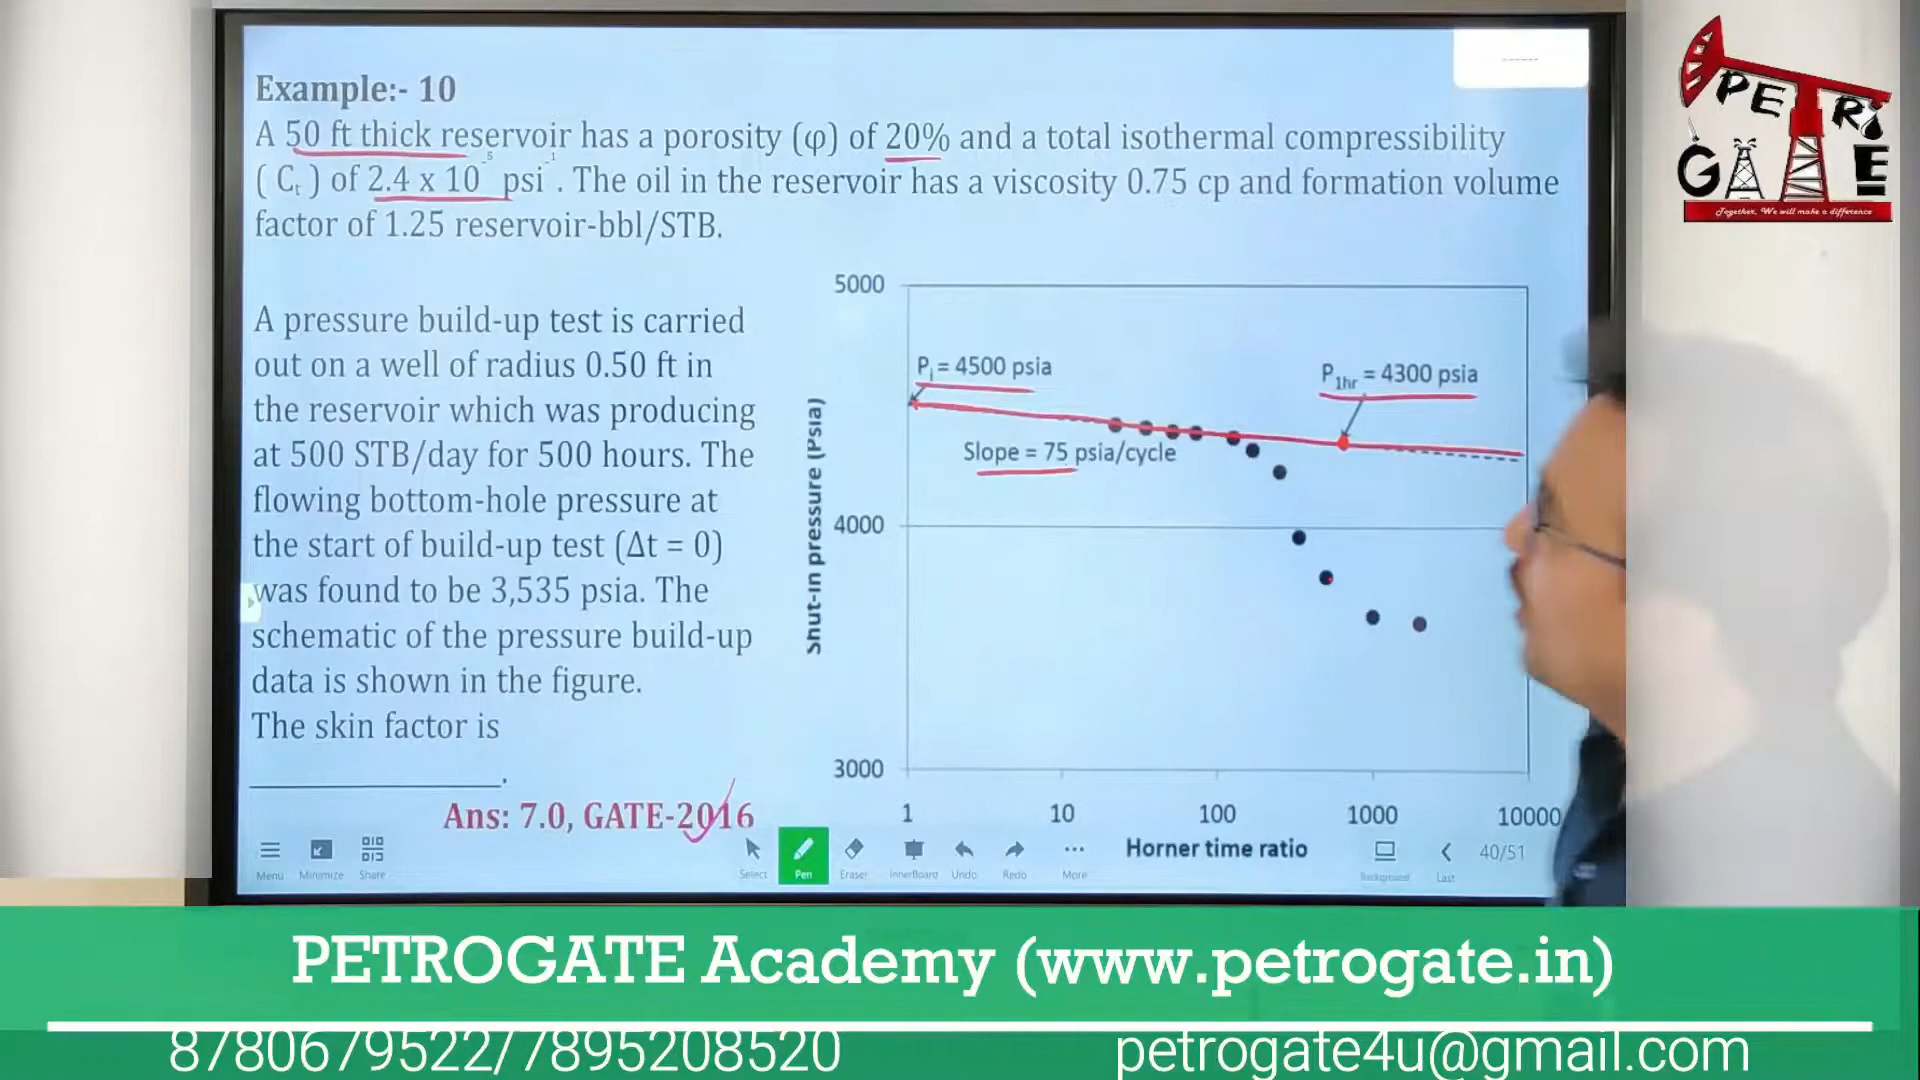 Example:- 10
A 50 ft thick reservoir has a porosity (φ) of 20% and a total isothermal compressibility
( Cₜ ) of 2.4 x 10⁻⁵ psi⁻¹. The oil in the reservoir has a viscosity 0.75 cp and formation volume
factor of 1.25 reservoir-bbl/STB.
A pressure build-up test is carried
out on a well of radius 0.50 ft in
the reservoir which was producing
at 500 STB/day for 500 hours. The
flowing bottom-hole pressure at
the start of build-up test (Δt = 0)
was found to be 3,535 psia. The
schematic of the pressure build-up
data is shown in the figure.
The skin factor is
____________.
Ans: 7.0, GATE-2016
Shut-in pressure (Psia)
5000
4000
3000
Pᵢ = 4500 psia
P1hr = 4300 psia
Slope = 75 psia/cycle
1 10 100 1000 10000
Horner time ratio
Menu Minimize Share
Select Pen Eraser InnerBoard Undo Redo More
Background Last 40/51
PETRO
GATE
Together, We will make a difference
PETROGATE Academy (www.petrogate.in)
8780679522/7895208520 petrogate4u@gmail.com